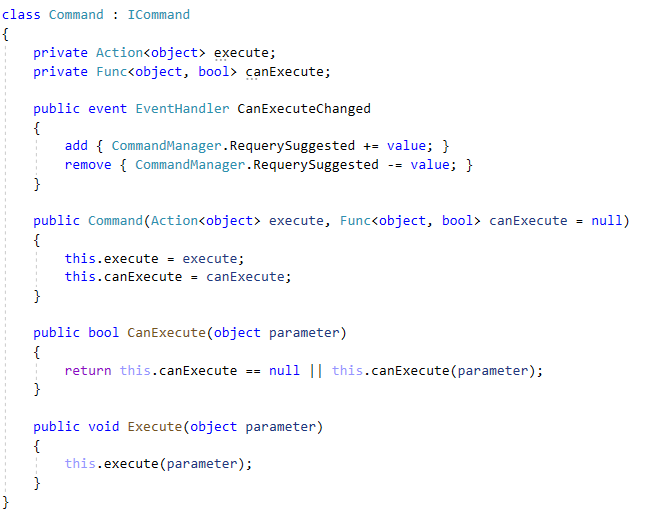 class Command : ICommand
{
    private Action<object> execute;
    private Func<object, bool> canExecute;

    public event EventHandler CanExecuteChanged
    {
        add { CommandManager.RequerySuggested += value; }
        remove { CommandManager.RequerySuggested -= value; }
    }

    public Command(Action<object> execute, Func<object, bool> canExecute = null)
    {
        this.execute = execute;
        this.canExecute = canExecute;
    }

    public bool CanExecute(object parameter)
    {
        return this.canExecute == null || this.canExecute(parameter);
    }

    public void Execute(object parameter)
    {
        this.execute(parameter);
    }
}